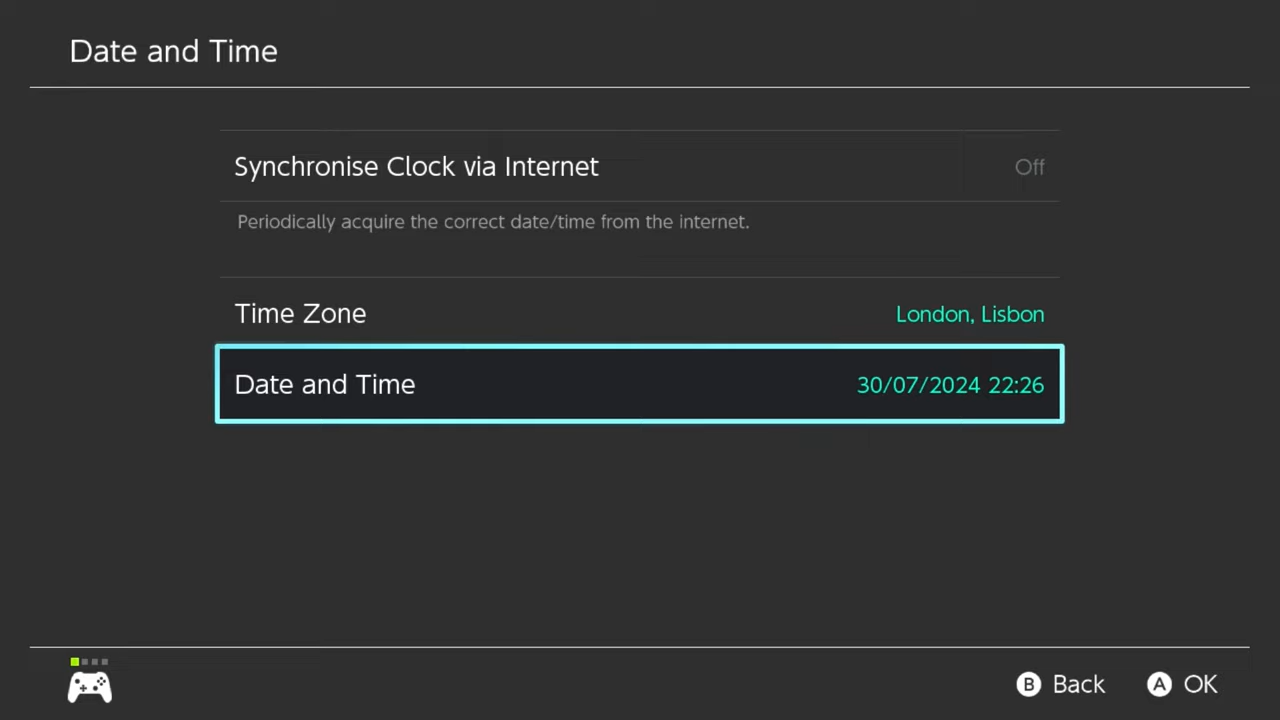 Date and Time
Synchronise Clock via Internet Off
Periodically acquire the correct date/time from the internet.
Time Zone London, Lisbon
Date and Time 30/07/2024 22:26
B Back A OK